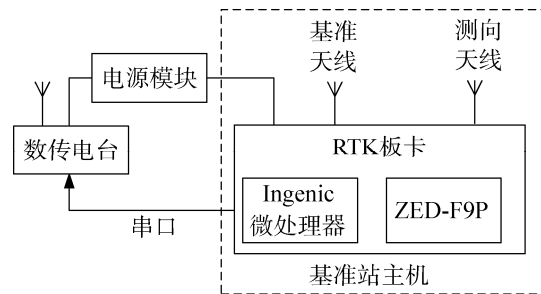 基准
天线
测向
天线
电源模块
数传电台
RTK板卡
Ingenic
微处理器
ZED-F9P
串口
基准站主机